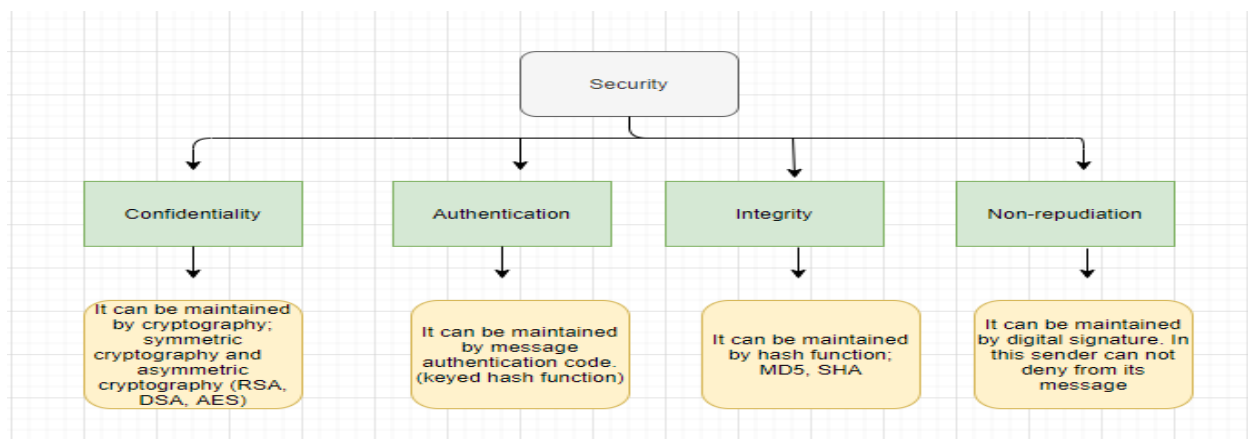 Security
Confidentiality
Authentication
Integrity
Non-repudiation
It can be maintained
by cryptography;
symmetric
cryptography and
asymmetric
cryptography (RSA,
DSA, AES)
It can be maintained
by message
authentication code.
(keyed hash function)
It can be maintained
by hash function;
MD5, SHA
It can be maintained
by digital signature. In
this sender can not
deny from its
message